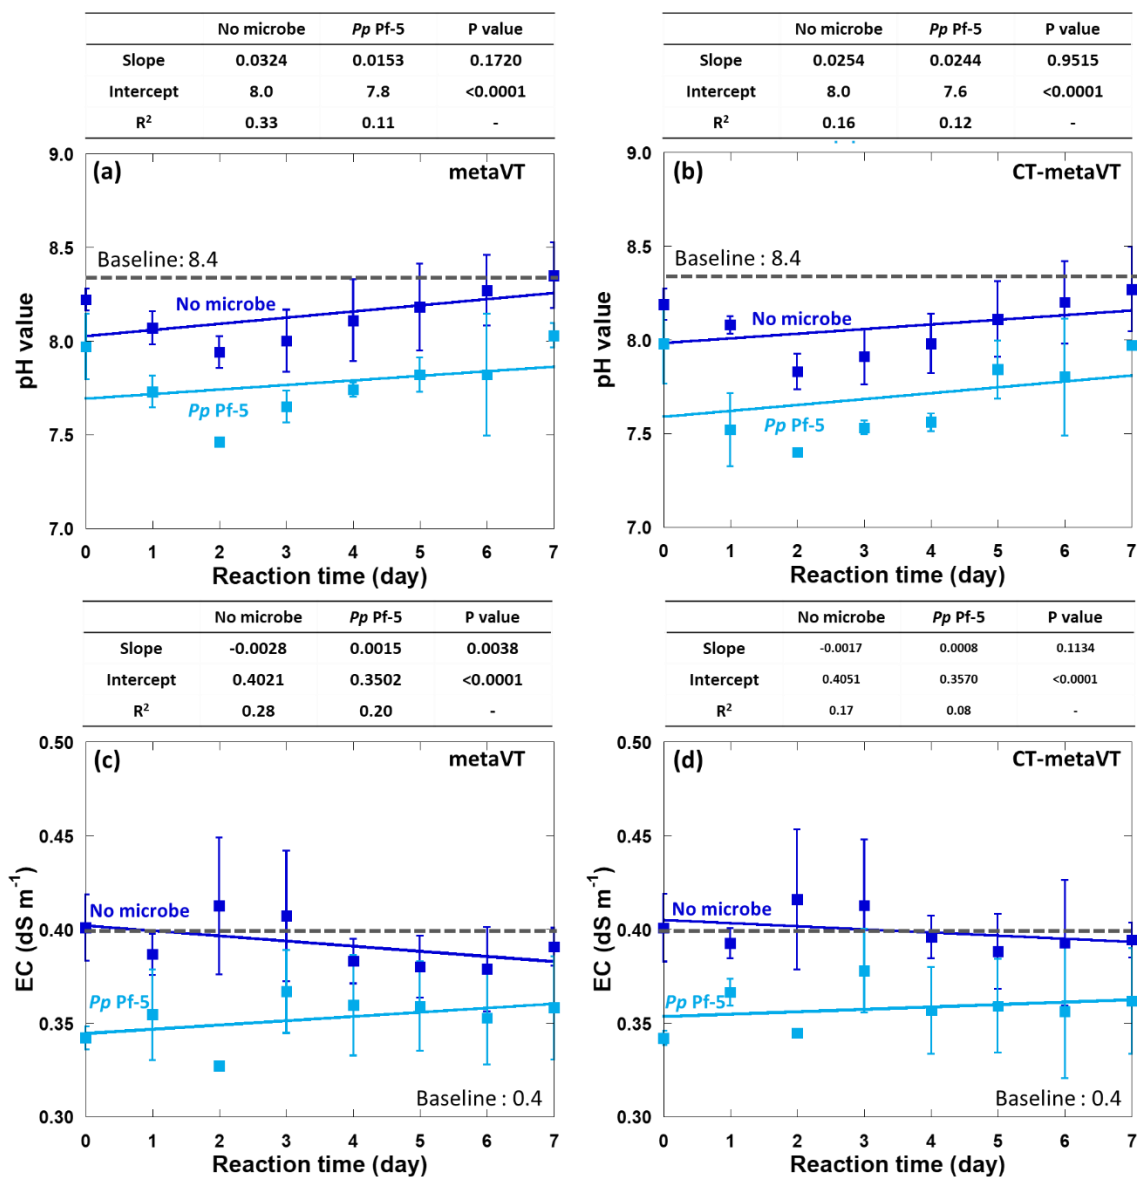 No microbe Pp Pf-5 P value
Slope 0.0324 0.0153 0.1720
Intercept 8.0 7.8 <0.0001
R² 0.33 0.11 -
9.0
(a) metaVT
8.5
Baseline: 8.4
No microbe
8.0
pH value
Pp Pf-5
7.5
7.0
0 1 2 3 4 5 6 7
Reaction time (day)
No microbe Pp Pf-5 P value
Slope 0.0254 0.0244 0.9515
Intercept 8.0 7.6 <0.0001
R² 0.16 0.12 -
9.0
(b) CT-metaVT
8.5
Baseline : 8.4
No microbe
8.0
pH value
Pp Pf-5
7.5
7.0
0 1 2 3 4 5 6 7
Reaction time (day)
No microbe Pp Pf-5 P value
Slope -0.0028 0.0015 0.0038
Intercept 0.4021 0.3502 <0.0001
R² 0.28 0.20 -
0.50
(c) metaVT
0.45
No microbe
0.40
EC (dS m⁻¹)
Pp Pf-5
0.35
Baseline : 0.4
0.30
0 1 2 3 4 5 6 7
Reaction time (day)
No microbe Pp Pf-5 P value
Slope -0.0017 0.0008 0.1134
Intercept 0.4051 0.3570 <0.0001
R² 0.17 0.08 -
0.50
(d) CT-metaVT
0.45
No microbe
0.40
EC (dS m⁻¹)
Pp Pf-5
0.35
Baseline : 0.4
0.30
0 1 2 3 4 5 6 7
Reaction time (day)